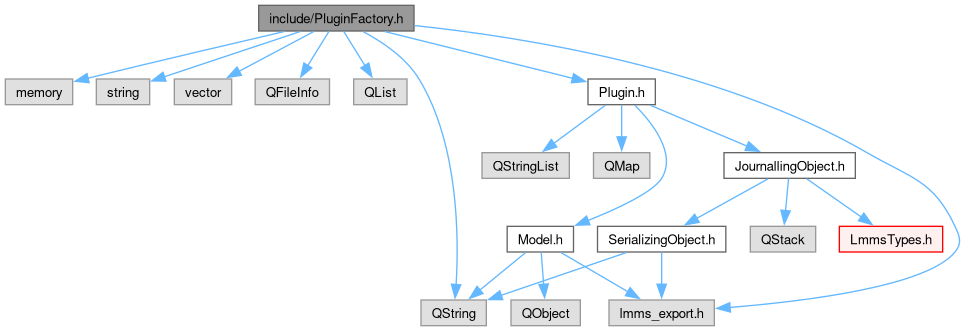 include/PluginFactory.h
memory
string
vector
QFileInfo
QList
Plugin.h
QStringList
QMap
JournallingObject.h
Model.h
SerializingObject.h
QStack
LmmsTypes.h
QString
QObject
lmms_export.h